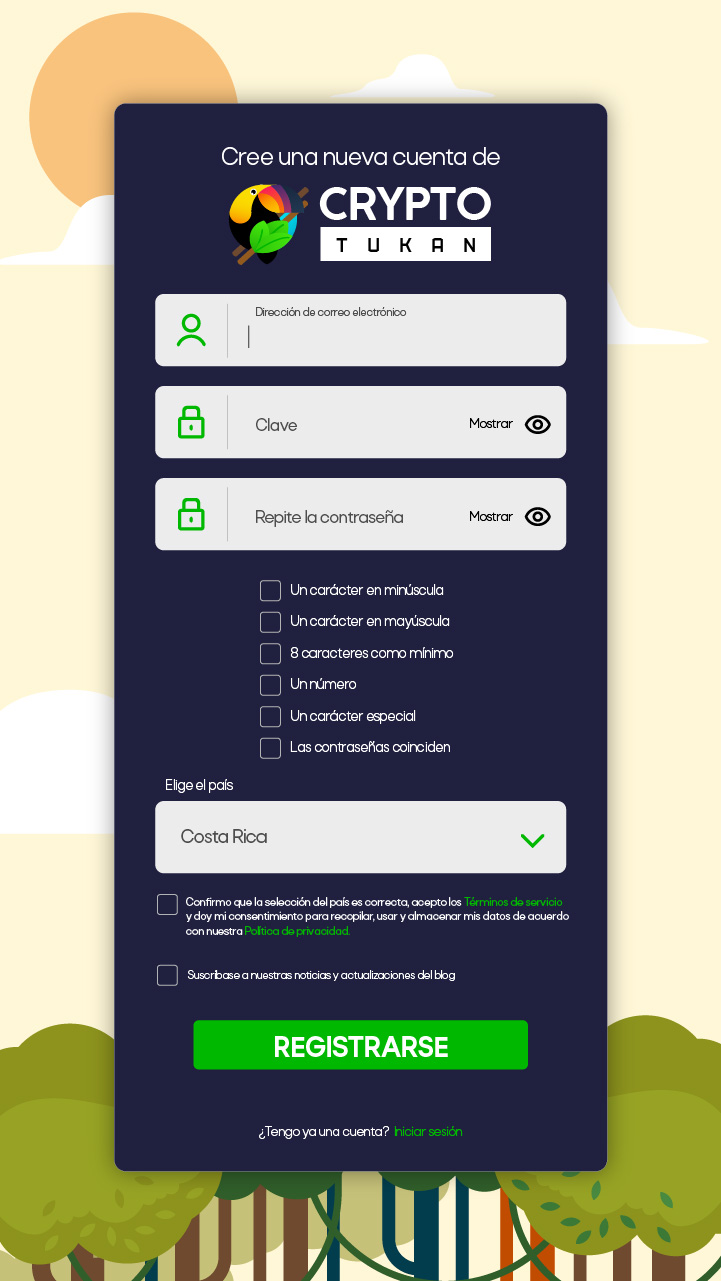 Cree una nueva cuenta de
CRYPTO
TUKAN
Dirección de correo electrónico
Clave
Mostrar
Repite la contraseña
Mostrar
Un carácter en minúscula
Un carácter en mayúscula
8 caracteres como mínimo
Un número
Un carácter especial
Las contraseñas coinciden
Elige el país
Costa Rica
Confirmo que la selección del país es correcta, acepto los Términos de servicio
y doy mi consentimiento para recopilar, usar y almacenar mis datos de acuerdo
con nuestra Política de privacidad.
Suscríbase a nuestras noticias y actualizaciones del blog
REGISTRARSE
¿Tengo ya una cuenta? Iniciar sesión